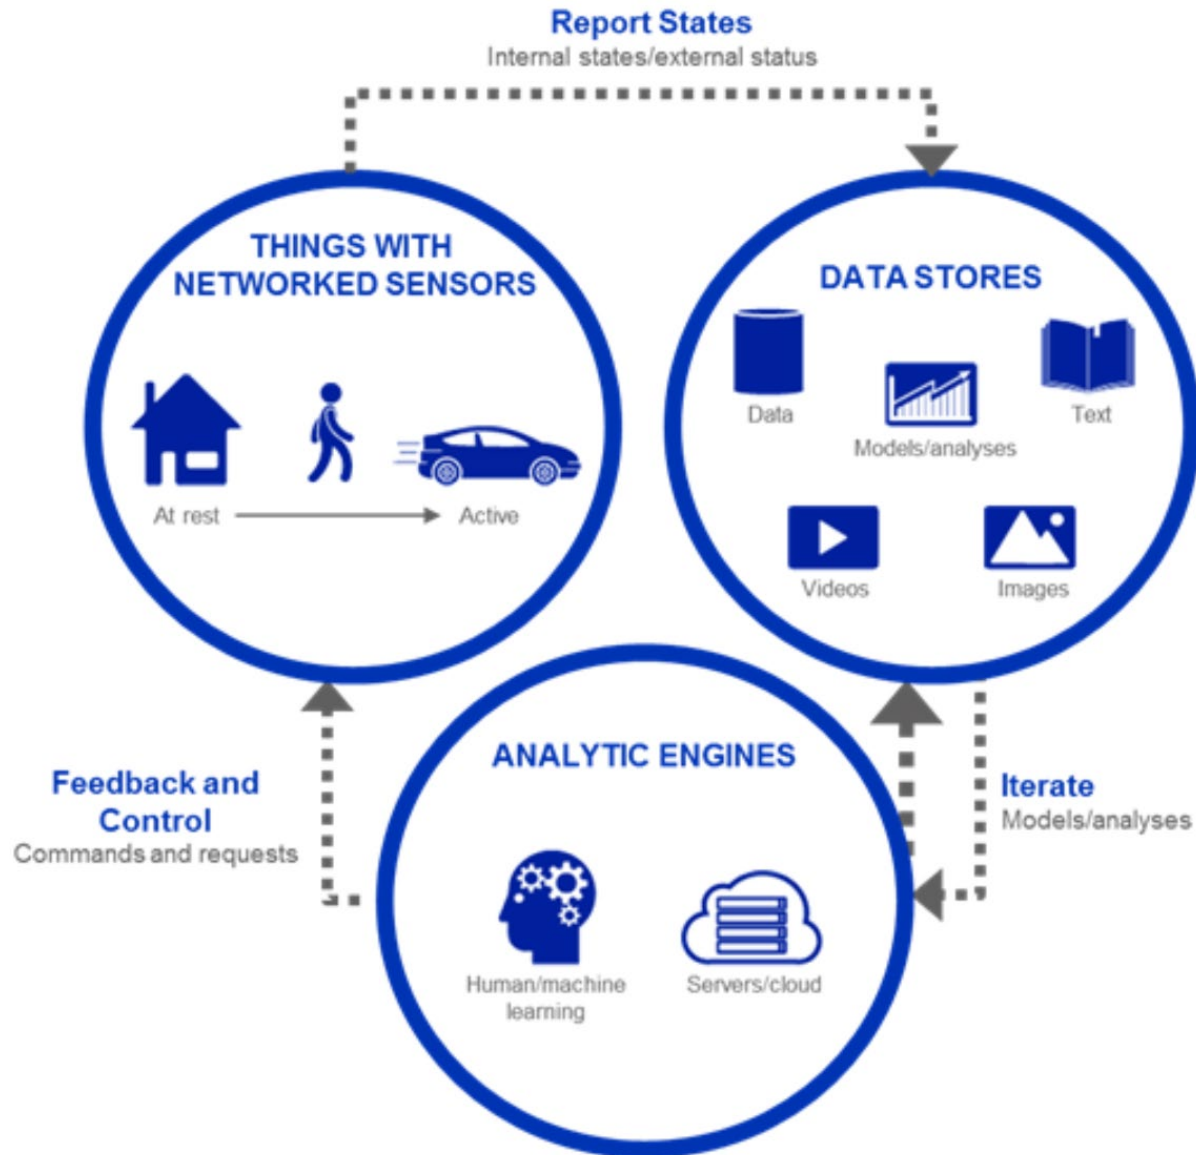 Report States
Internal states/external status
THINGS WITH
NETWORKED SENSORS
At rest
Active
DATA STORES
Data
Models/analyses
Text
Videos
Images
Feedback and
Control
Commands and requests
ANALYTIC ENGINES
Human/machine
learning
Servers/cloud
Iterate
Models/analyses